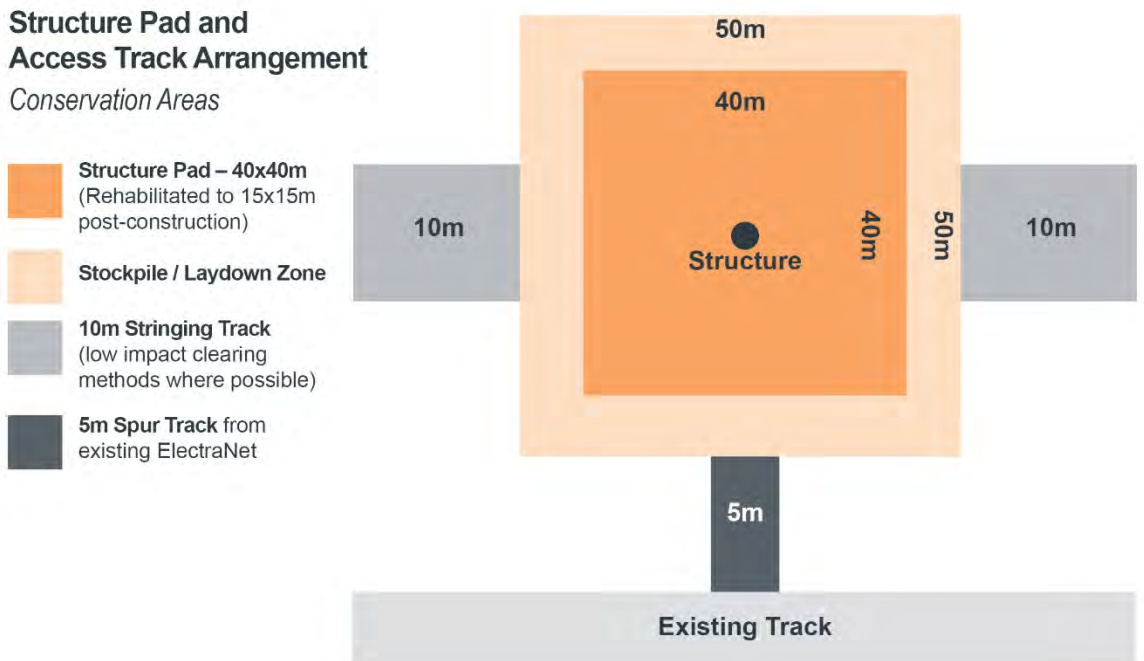 Structure Pad and
Access Track Arrangement
Conservation Areas
Structure Pad – 40x40m
(Rehabilitated to 15x15m
post-construction)
Stockpile / Laydown Zone
10m Stringing Track
(low impact clearing
methods where possible)
5m Spur Track from
existing ElectraNet
50m
40m
10m
Structure
40m
50m
10m
5m
Existing Track